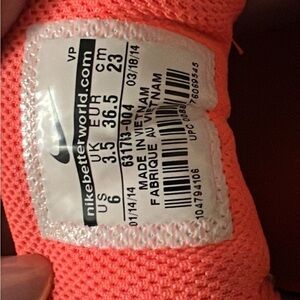 nikebetterworld.com VP
US UK EUR cm
6 3.5 36.5 23
01/14/14 631713-004 03/18/14
MADE IN VIETNAM
FABRIQUE AU VIETNAM
UPC
104794106